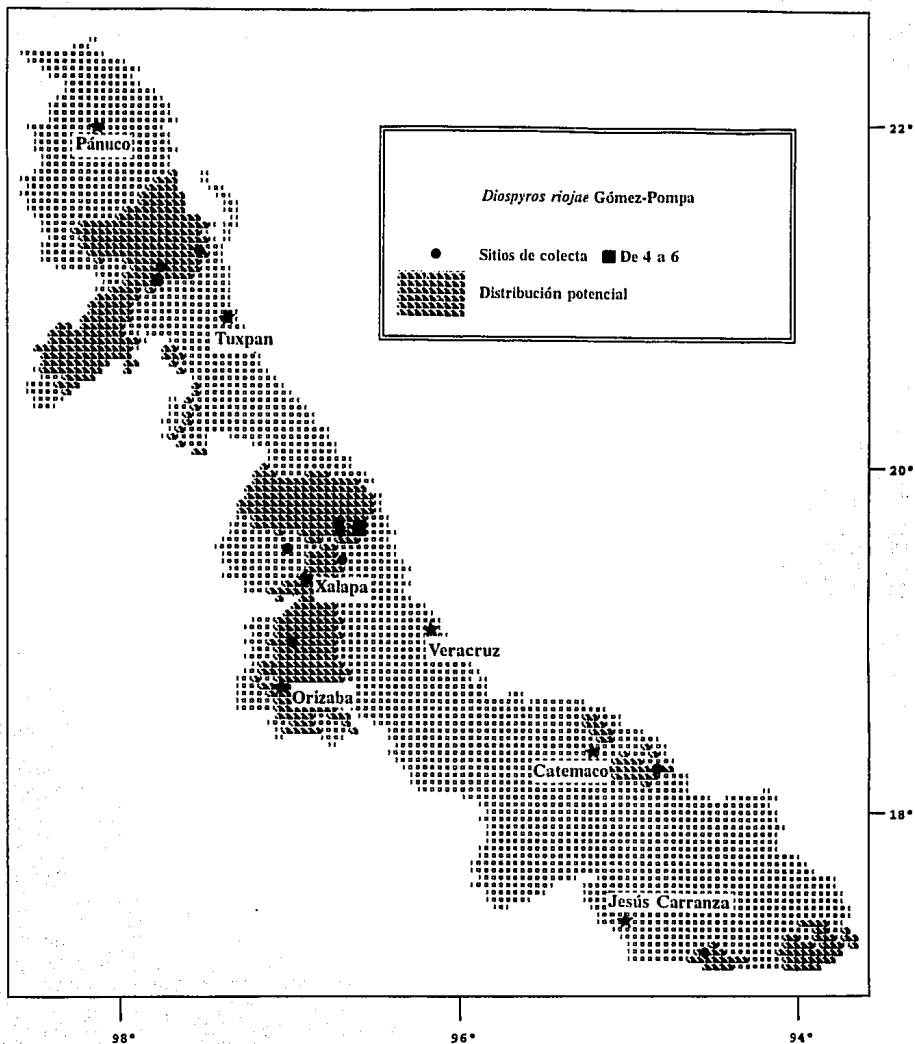 Pánuco
22°
Diospyros riojae Gómez-Pompa
Sitios de colecta De 4 a 6
Distribución potencial
Tuxpan
20°
Xalapa
Veracruz
Orizaba
Catemaco
18°
Jesús Carranza
98° 96° 94°